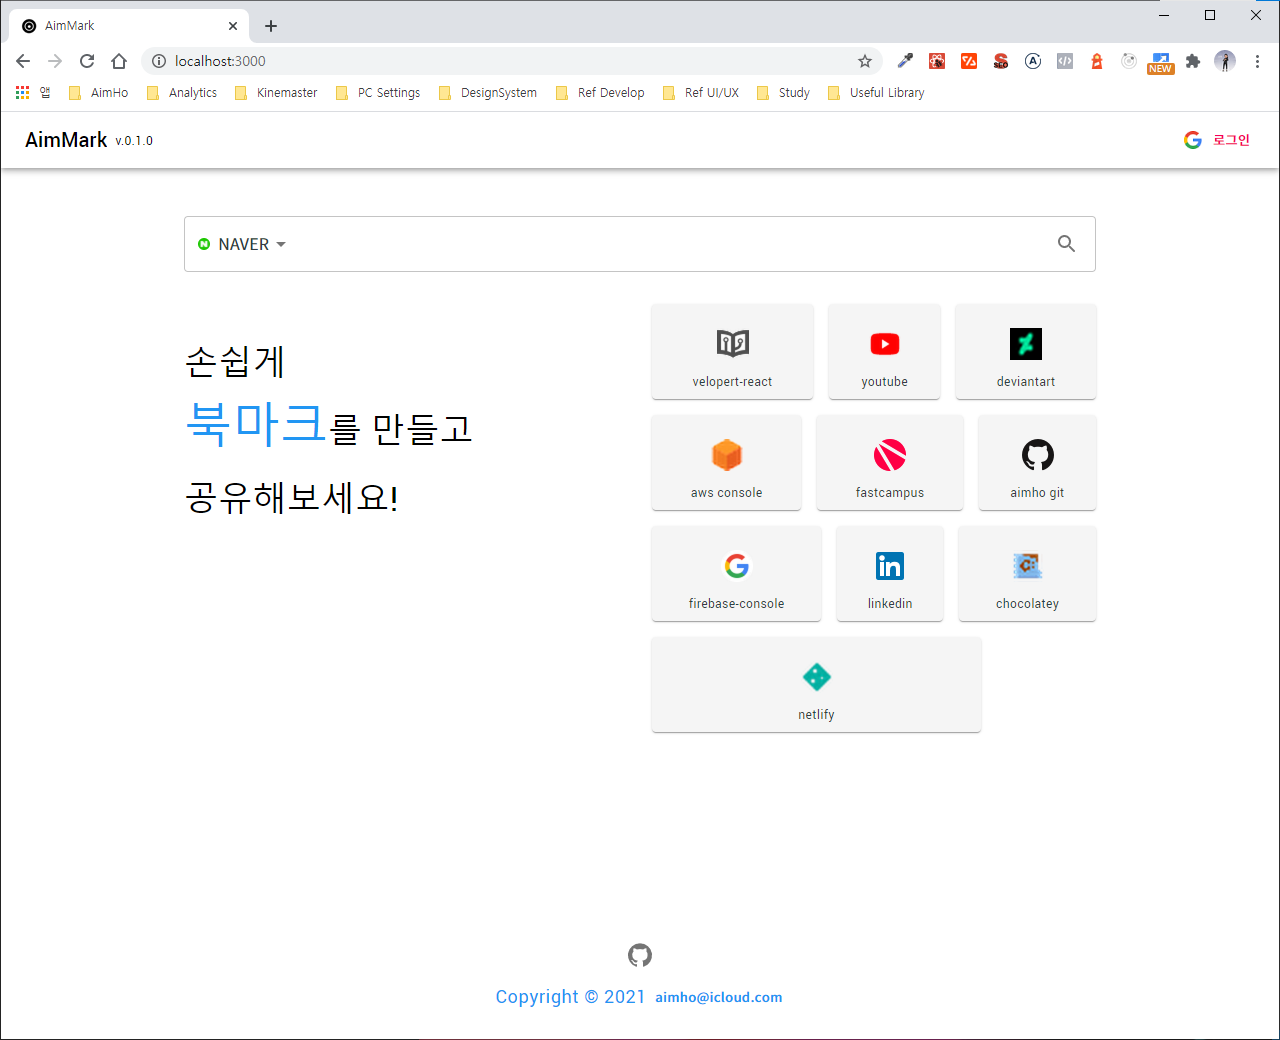 AimMark
localhost:3000
NEW
앱 AimHo Analytics Kinemaster PC Settings DesignSystem Ref Develop Ref UI/UX Study Useful Library
AimMark v.0.1.0
로그인
NAVER
손쉽게
북마크를 만들고
공유해보세요!
velopert-react youtube deviantart
aws console fastcampus aimho git
firebase-console linkedin chocolatey
netlify
Copyright © 2021 aimho@icloud.com